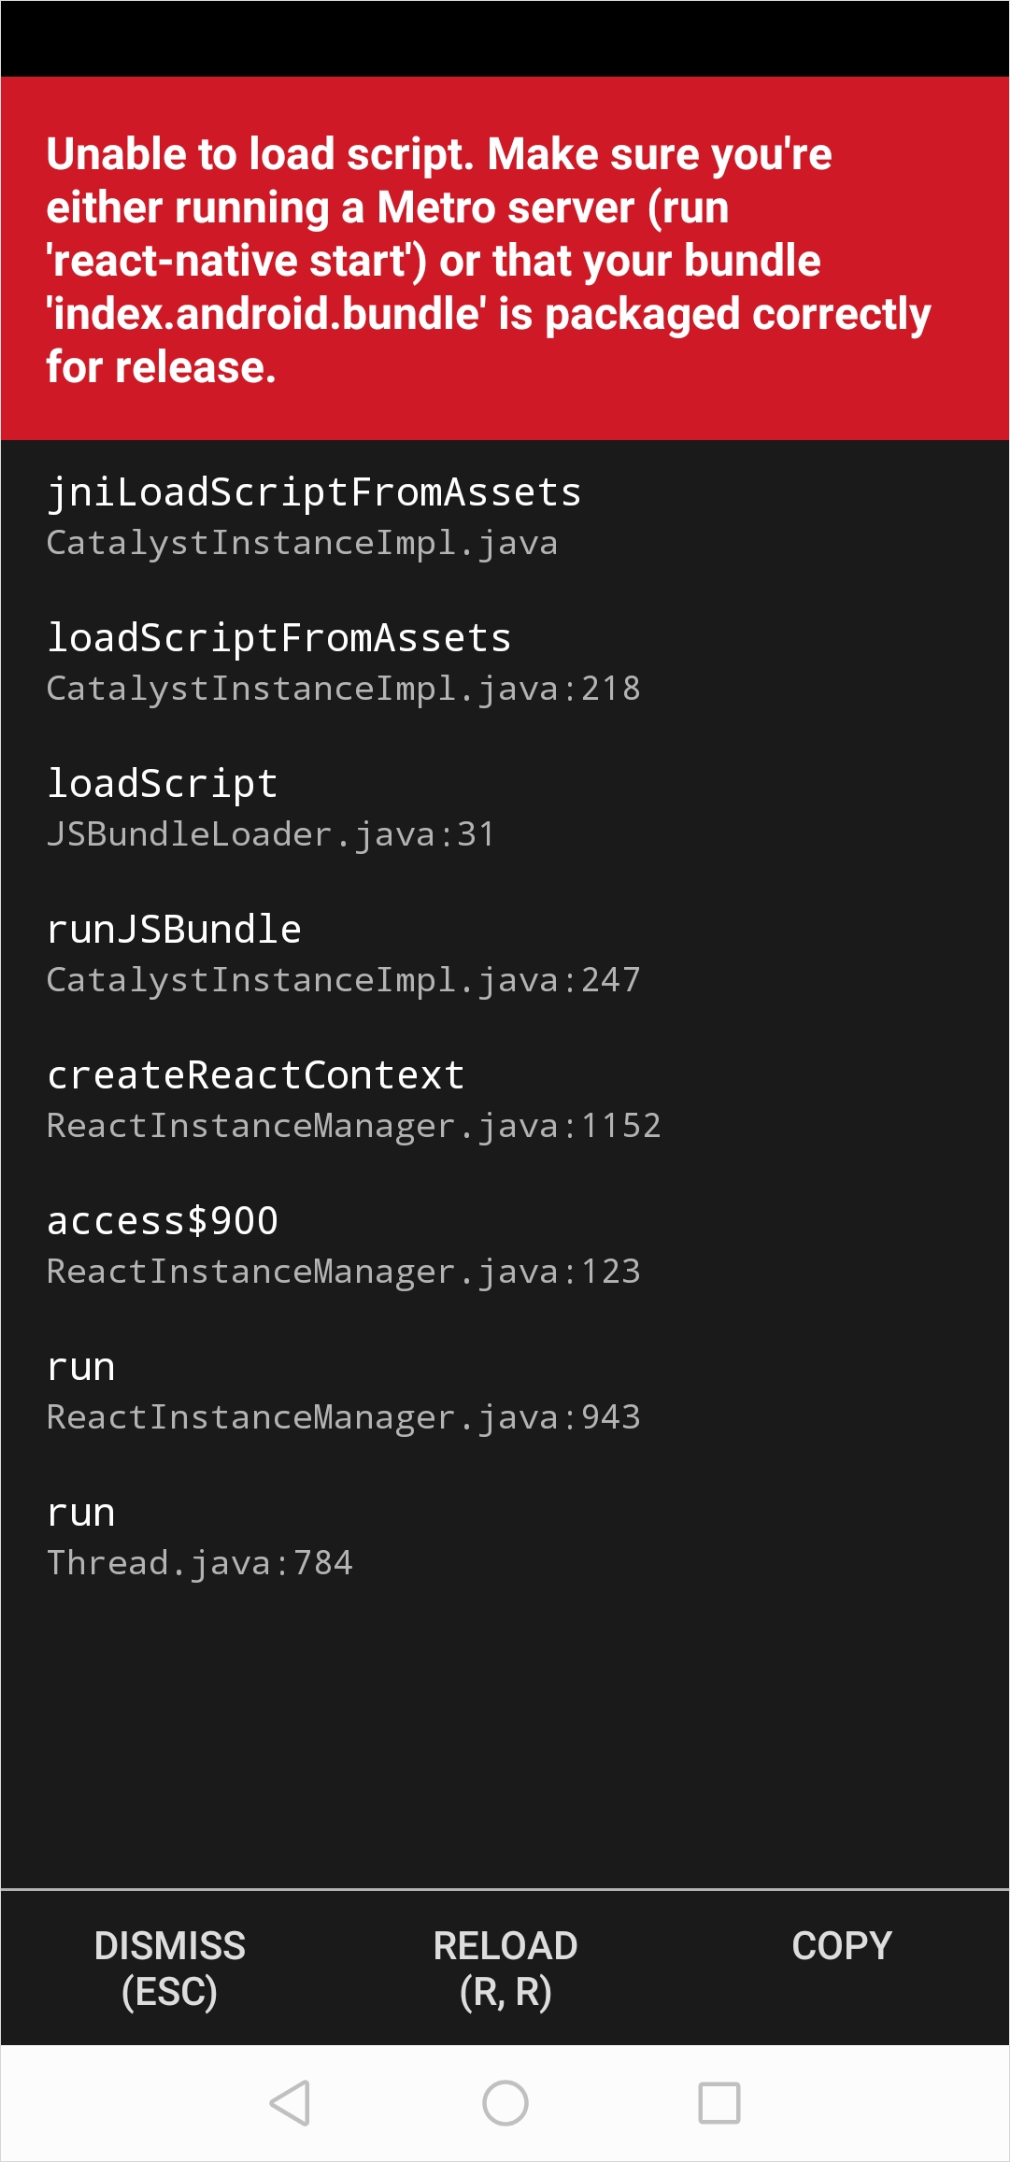 Unable to load script. Make sure you're
either running a Metro server (run
'react-native start') or that your bundle
'index.android.bundle' is packaged correctly
for release.
jniLoadScriptFromAssets
CatalystInstanceImpl.java
loadScriptFromAssets
CatalystInstanceImpl.java:218
loadScript
JSBundleLoader.java:31
runJSBundle
CatalystInstanceImpl.java:247
createReactContext
ReactInstanceManager.java:1152
access$900
ReactInstanceManager.java:123
run
ReactInstanceManager.java:943
run
Thread.java:784
DISMISS
(ESC)
RELOAD
(R, R)
COPY